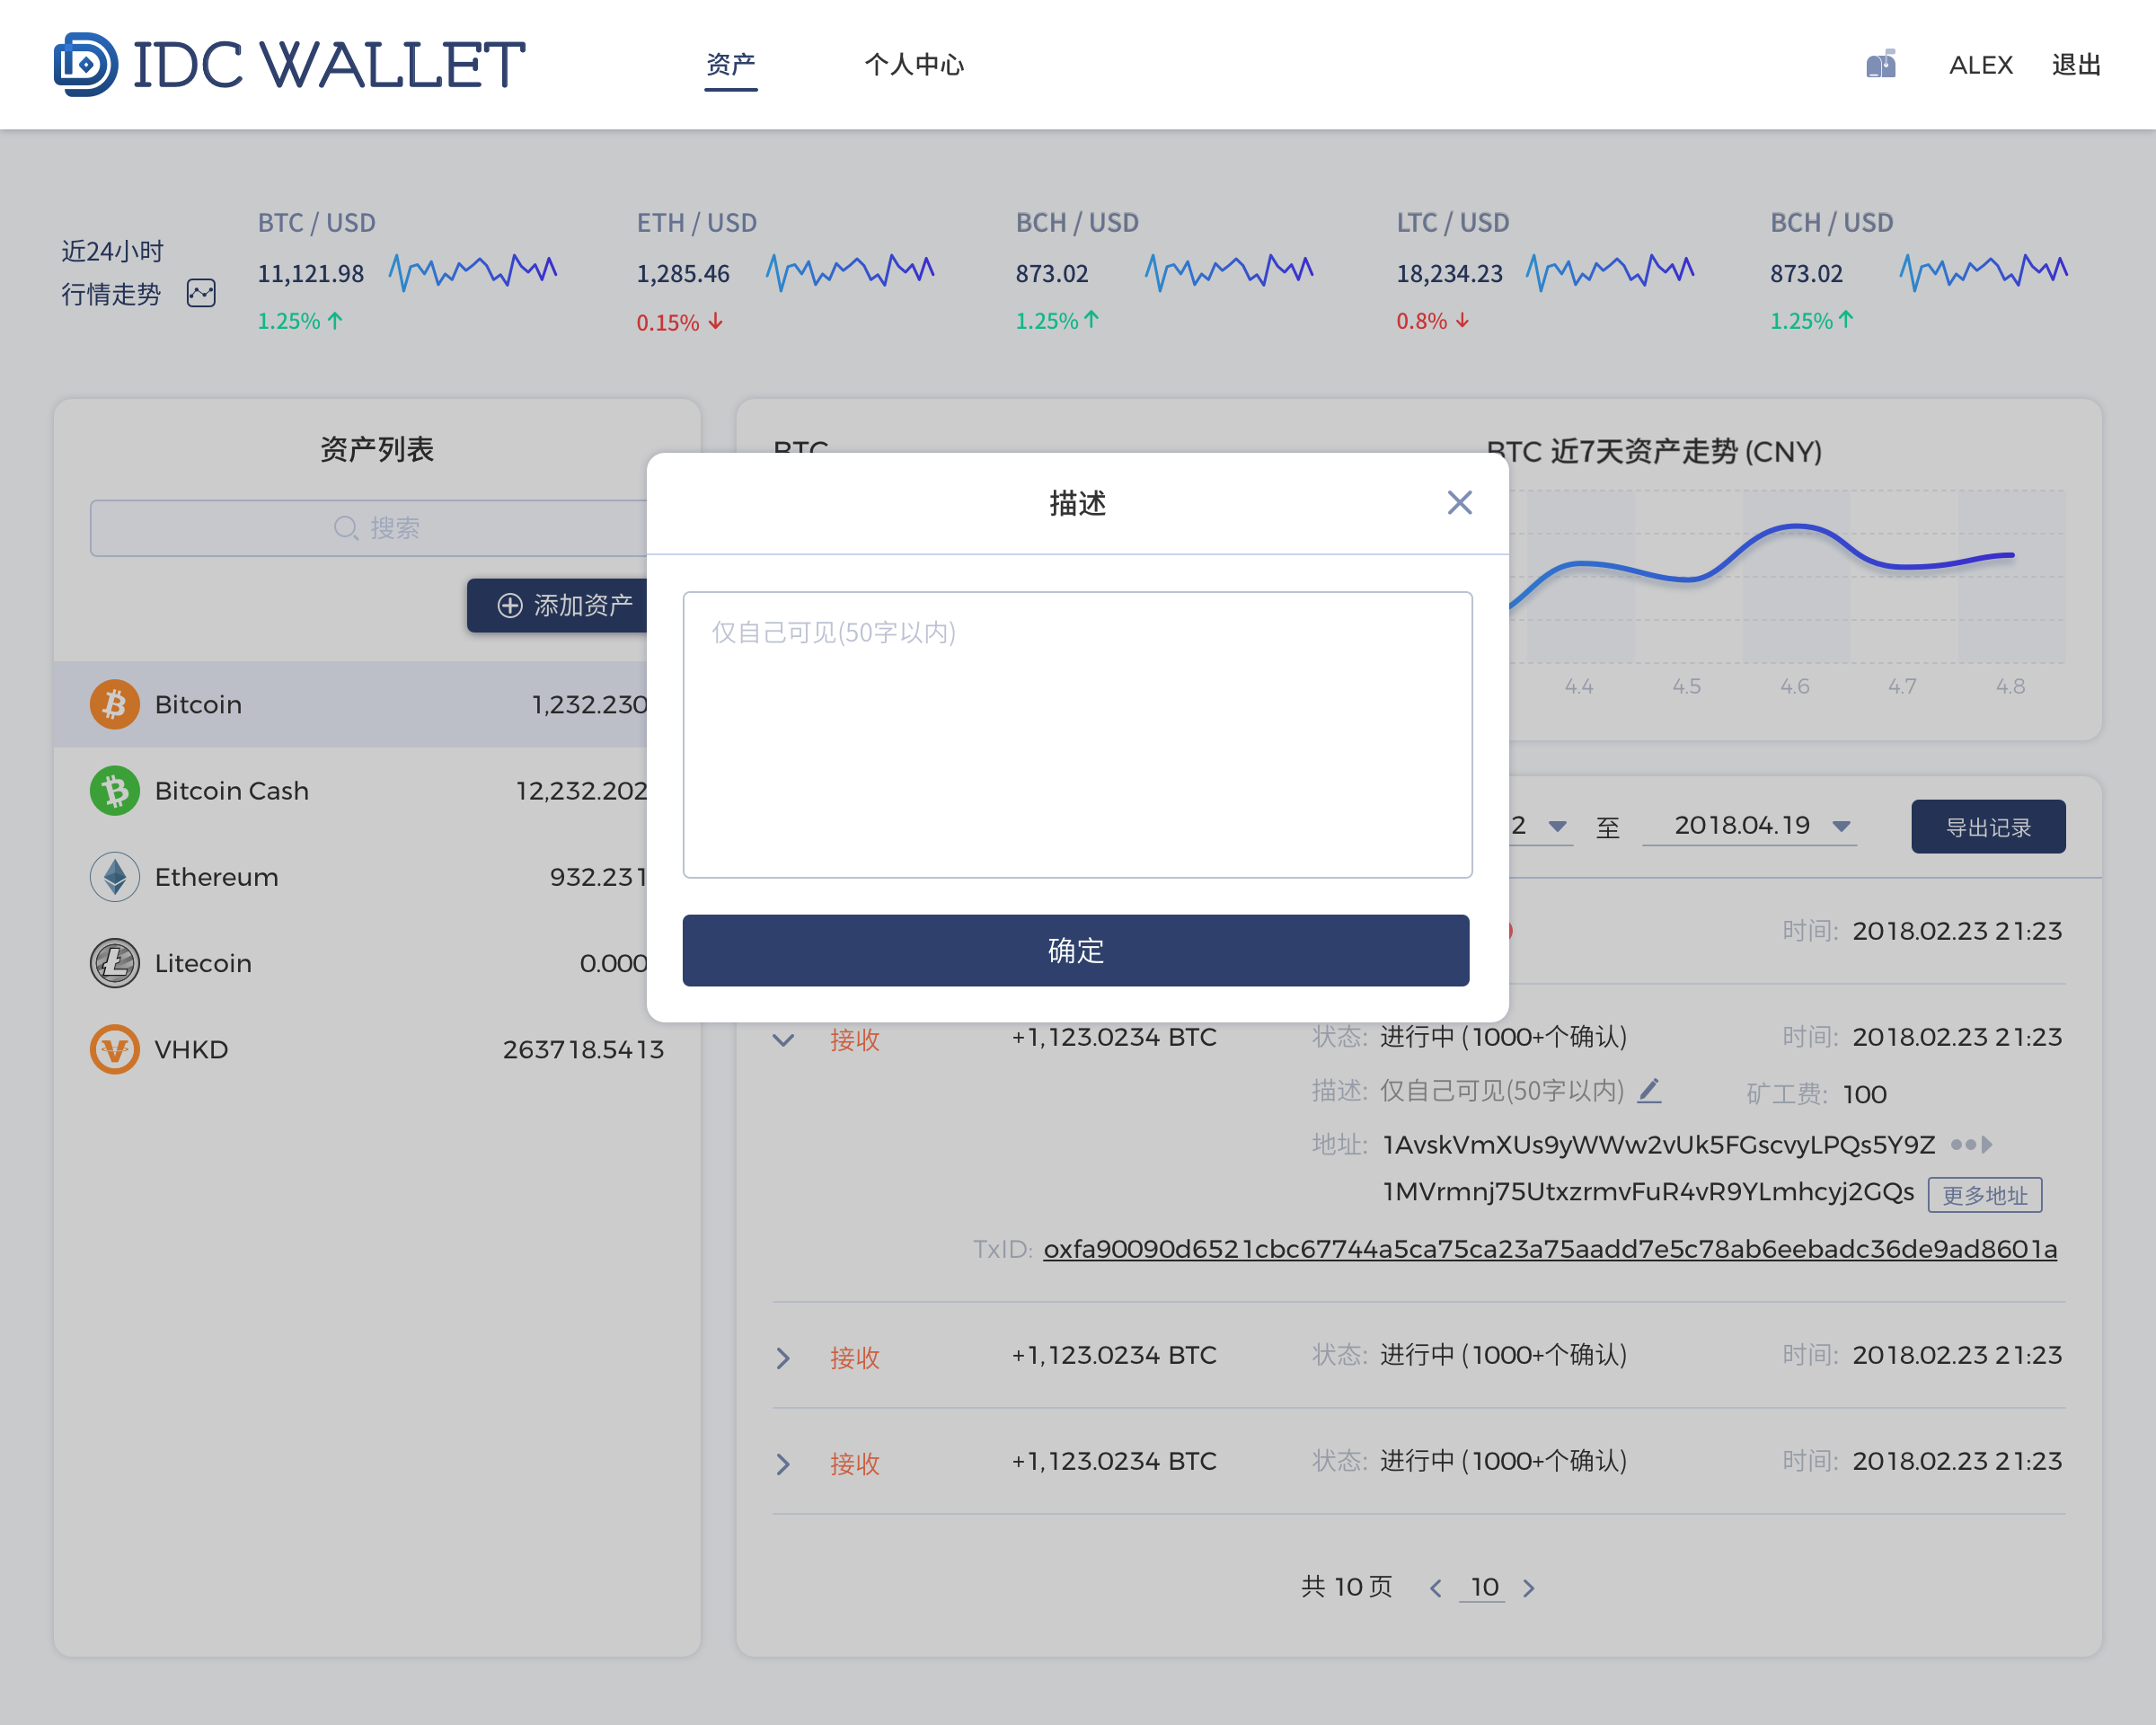 IDC WALLET
资产
个人中心
ALEX
退出
近24小时
行情走势
BTC / USD
11,121.98
1.25%
ETH / USD
1,285.46
0.15%
BCH / USD
873.02
1.25%
LTC / USD
18,234.23
0.8%
BCH / USD
873.02
1.25%
资产列表
搜索
添加资产
Bitcoin
1,232.230
Bitcoin Cash
12,232.202
Ethereum
932.231
Litecoin
0.000
VHKD
263718.5413
BTC
BTC 近7天资产走势 (CNY)
4.4
4.5
4.6
4.7
4.8
描述
仅自己可见(50字以内)
确定
2
至
2018.04.19
导出记录
时间: 2018.02.23 21:23
接收
+1,123.0234 BTC
状态: 进行中 (1000+个确认)
时间: 2018.02.23 21:23
描述: 仅自己可见(50字以内)
矿工费: 100
地址: 1AvskVmXUs9yWWw2vUk5FGscvyLPQs5Y9Z
1MVrmnj75UtxzrmvFuR4vR9YLmhcyj2GQs
更多地址
TxID: oxfa90090d6521cbc67744a5ca75ca23a75aadd7e5c78ab6eebadc36de9ad8601a
接收
+1,123.0234 BTC
状态: 进行中 (1000+个确认)
时间: 2018.02.23 21:23
接收
+1,123.0234 BTC
状态: 进行中 (1000+个确认)
时间: 2018.02.23 21:23
共 10 页
10